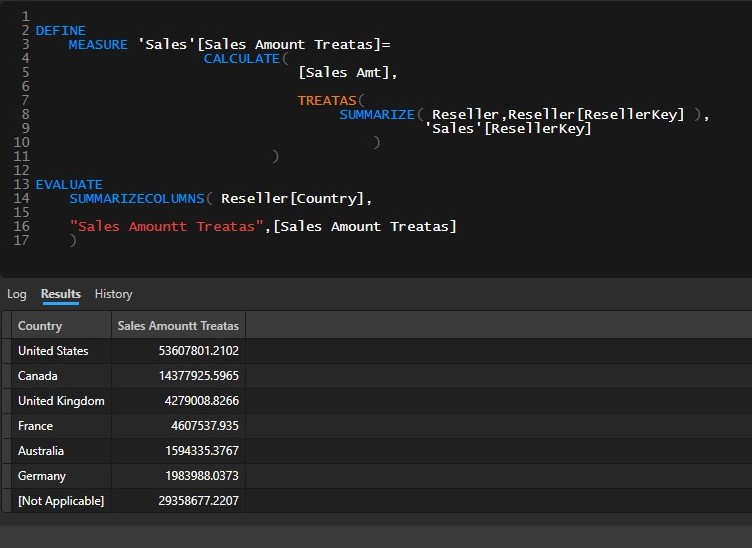 1
2 DEFINE
3 MEASURE 'Sales'[Sales Amount Treatas]=
4 CALCULATE(
5 [Sales Amt],
6
7 TREATAS(
8 SUMMARIZE( Reseller,Reseller[ResellerKey] ),
9 'Sales'[ResellerKey]
10 )
11 )
12
13 EVALUATE
14 SUMMARIZECOLUMNS( Reseller[Country],
15
16 "Sales Amountt Treatas",[Sales Amount Treatas]
17 )
Log Results History
Country Sales Amountt Treatas
United States 53607801.2102
Canada 14377925.5965
United Kingdom 4279008.8266
France 4607537.935
Australia 1594335.3767
Germany 1983988.0373
[Not Applicable] 29358677.2207